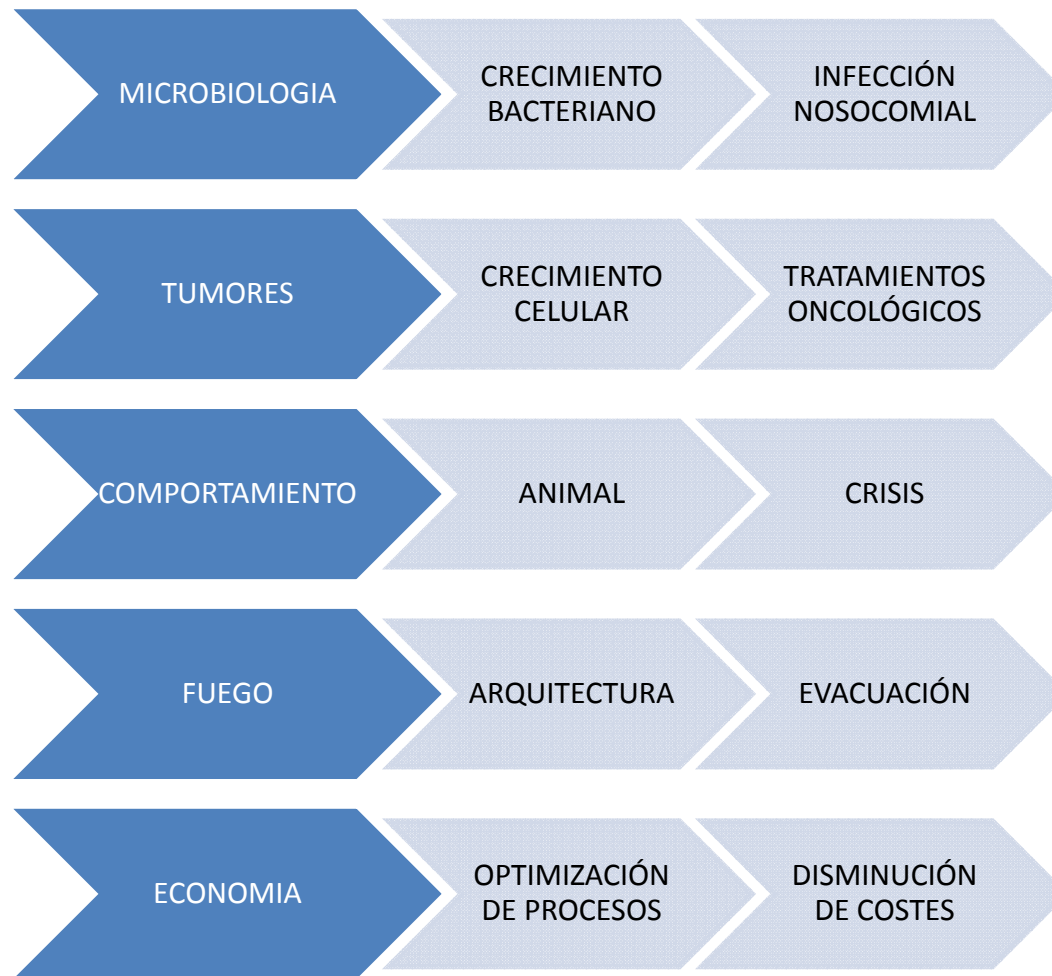 MICROBIOLOGIA
CRECIMIENTO
BACTERIANO
INFECCIÓN
NOSOCOMIAL
TUMORES
CRECIMIENTO
CELULAR
TRATAMIENTOS
ONCOLÓGICOS
COMPORTAMIENTO
ANIMAL
CRISIS
FUEGO
ARQUITECTURA
EVACUACIÓN
ECONOMIA
OPTIMIZACIÓN
DE PROCESOS
DISMINUCIÓN
DE COSTES